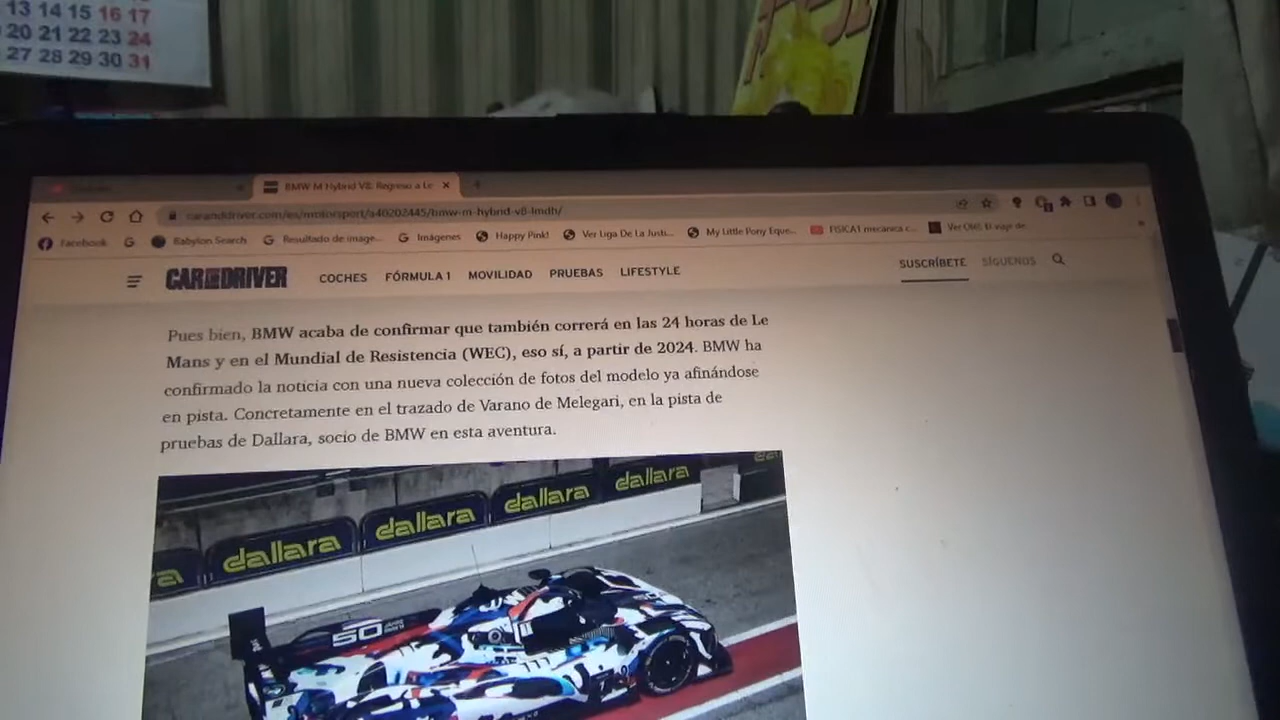 13 14 15 16 17
20 21 22 23 24
27 28 29 30 31
BMW M Hybrid V8: Regreso a Le
caranddriver.com/es/motorsport/a40202445/bmw-m-hybrid-v8-lmdh/
Facebook
Babylon Search
Resultado de image...
Imágenes
Happy Pink!
Ver Liga De La Justi...
My Little Pony Eque...
FISICA1 mecánica c...
CAR AND DRIVER
COCHES
FÓRMULA 1
MOVILIDAD
PRUEBAS
LIFESTYLE
SUSCRÍBETE
SÍGUENOS
Pues bien, BMW acaba de confirmar que también correrá en las 24 horas de Le
Mans y en el Mundial de Resistencia (WEC), eso sí, a partir de 2024. BMW ha
confirmado la noticia con una nueva colección de fotos del modelo ya afinándose
en pista. Concretamente en el trazado de Varano de Melegari, en la pista de
pruebas de Dallara, socio de BMW en esta aventura.
dallara
dallara
dallara
dallara
50